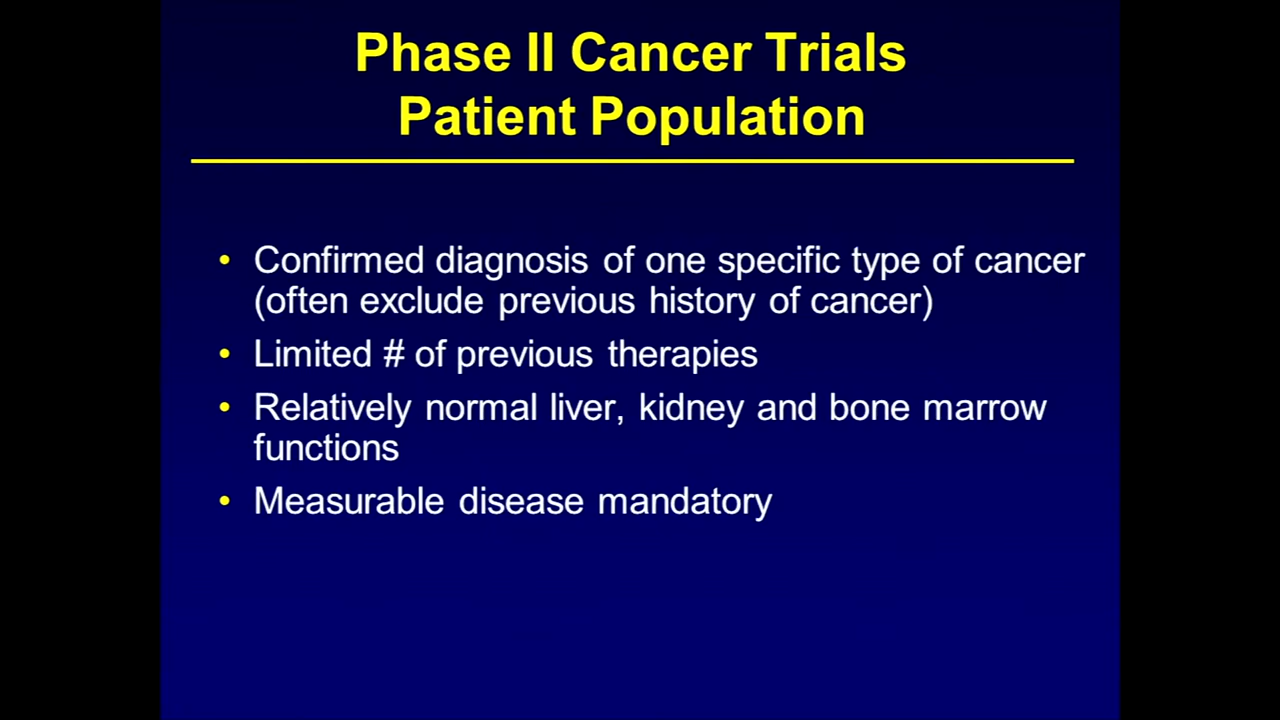 Phase II Cancer Trials
Patient Population
• Confirmed diagnosis of one specific type of cancer
(often exclude previous history of cancer)
• Limited # of previous therapies
• Relatively normal liver, kidney and bone marrow
functions
• Measurable disease mandatory